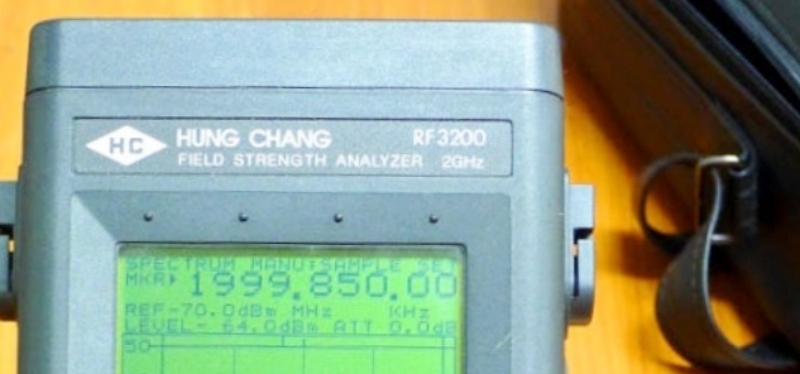 HC HUNG CHANG RF3200
FIELD STRENGTH ANALYZER 2GHz
SPECTRUM MANU:SAMPLE SET
MKR 1999.850.00
REF-70.0dBm MHz KHz
LEVEL- 64.0dBm ATT 0.0dB
50